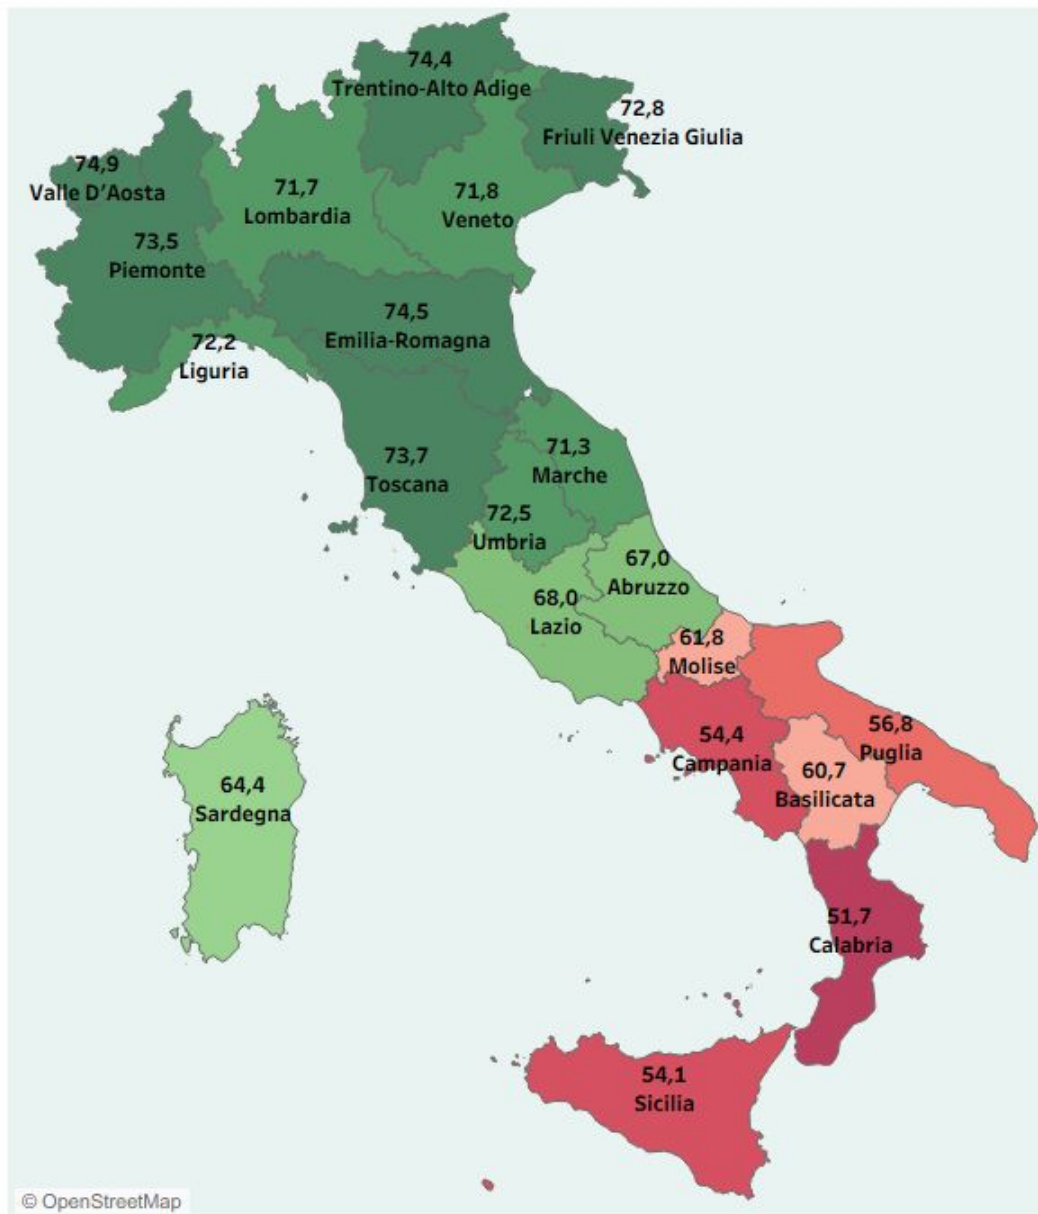 74,4
Trentino-Alto Adige
72,8
Friuli Venezia Giulia
74,9
Valle D'Aosta
71,7
Lombardia
71,8
Veneto
73,5
Piemonte
74,5
Emilia-Romagna
72,2
Liguria
73,7
Toscana
71,3
Marche
72,5
Umbria
67,0
Abruzzo
68,0
Lazio
61,8
Molise
54,4
Campania
56,8
Puglia
60,7
Basilicata
64,4
Sardegna
51,7
Calabria
54,1
Sicilia
© OpenStreetMap